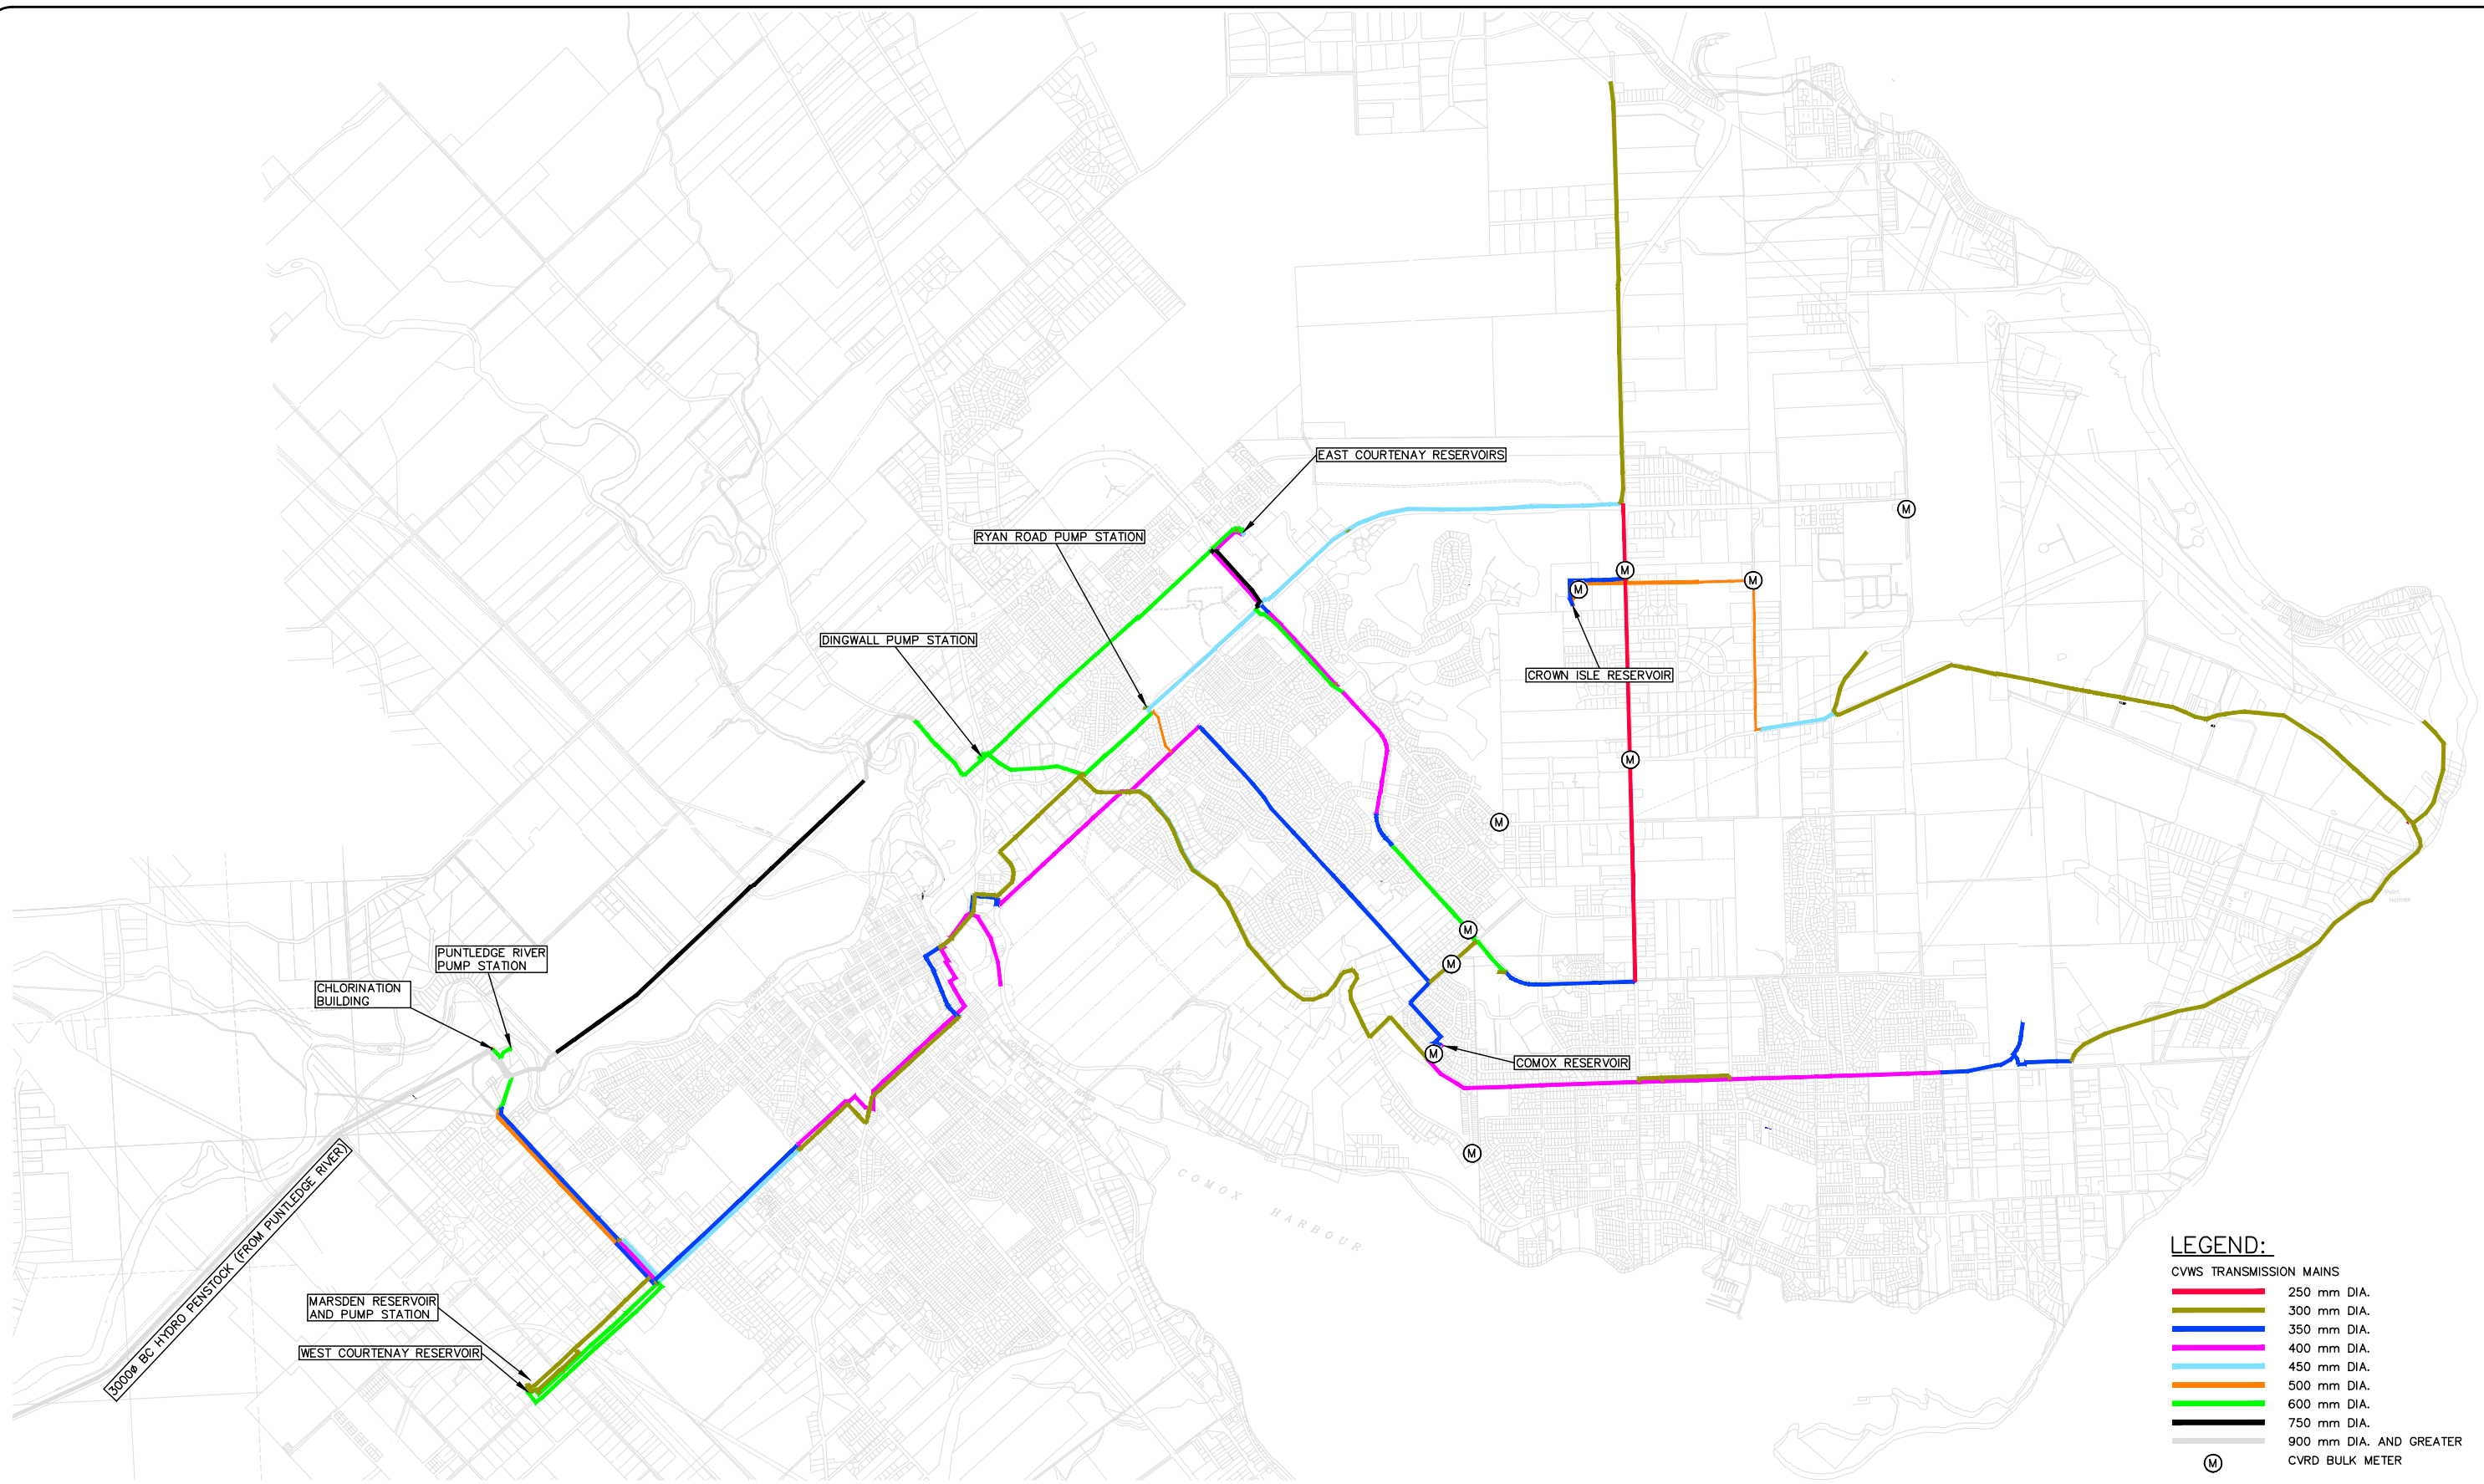 EAST COURTENAY RESERVOIRS
RYAN ROAD PUMP STATION
DINGWALL PUMP STATION
CROWN ISLE RESERVOIR
M
M
M
M
M
M
M
M
M
M
PUNTLEDGE RIVER
PUMP STATION
CHLORINATION
BUILDING
COMOX RESERVOIR
3000ø BC HYDRO PENSTOCK (FROM PUNTLEDGE RIVER)
COMOX HARBOUR
MARSDEN RESERVOIR
AND PUMP STATION
WEST COURTENAY RESERVOIR
LEGEND:
CVWS TRANSMISSION MAINS
250 mm DIA.
300 mm DIA.
350 mm DIA.
400 mm DIA.
450 mm DIA.
500 mm DIA.
600 mm DIA.
750 mm DIA.
900 mm DIA. AND GREATER
M CVRD BULK METER